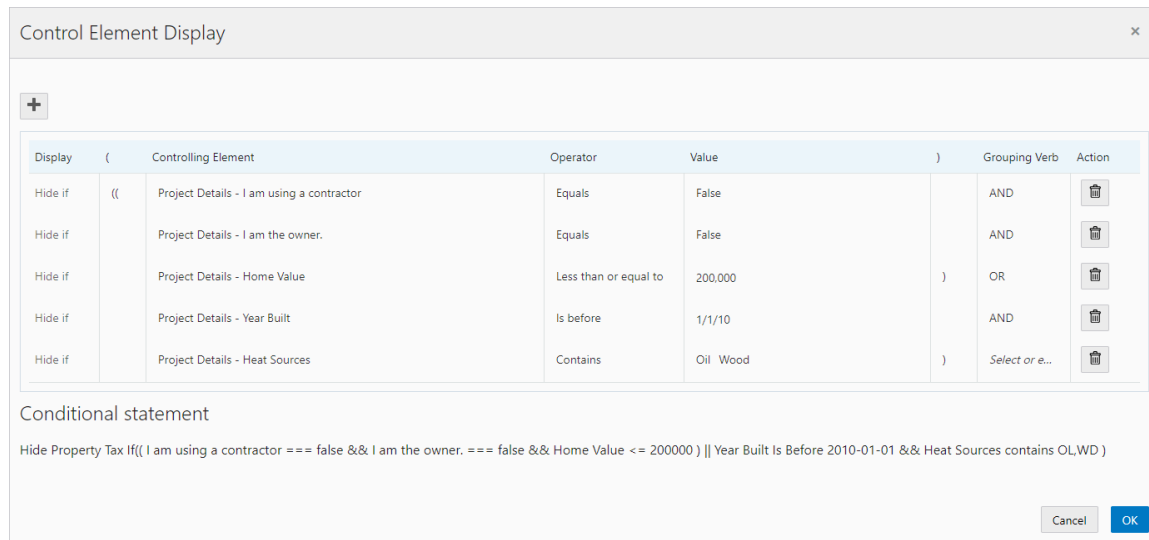 Control Element Display ×
+
Display ( Controlling Element Operator Value ) Grouping Verb Action
Hide if (( Project Details - I am using a contractor Equals False AND
Hide if Project Details - I am the owner. Equals False AND
Hide if Project Details - Home Value Less than or equal to 200,000 ) OR
Hide if Project Details - Year Built Is before 1/1/10 AND
Hide if Project Details - Heat Sources Contains Oil Wood ) Select or e...
Conditional statement
Hide Property Tax If(( I am using a contractor === false && I am the owner. === false && Home Value <= 200000 ) || Year Built Is Before 2010-01-01 && Heat Sources contains OL,WD )
Cancel OK